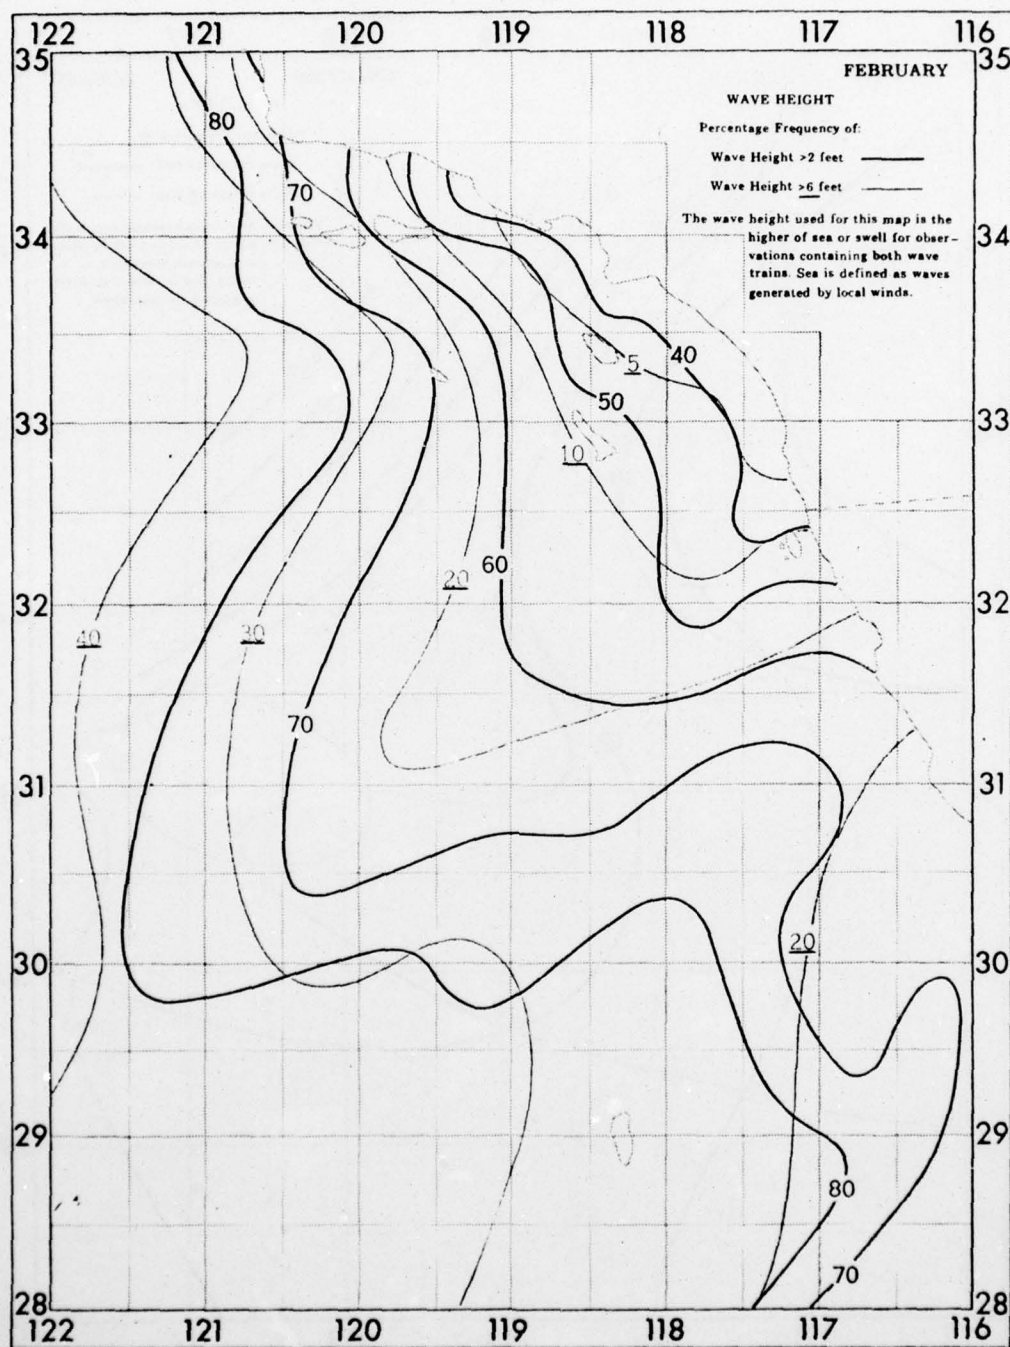 122 121 120 119 118 117 116
35 35
FEBRUARY
WAVE HEIGHT
Percentage Frequency of:
Wave Height >2 feet
Wave Height >6 feet
The wave height used for this map is the
higher of sea or swell for obser-
vations containing both wave
trains. Sea is defined as waves
generated by local winds.
80
70
34 34
40
5
50
33 33
10
60
20
32 32
40
30
70
31 31
20
30 30
29 29
80
70
28 28
122 121 120 119 118 117 116